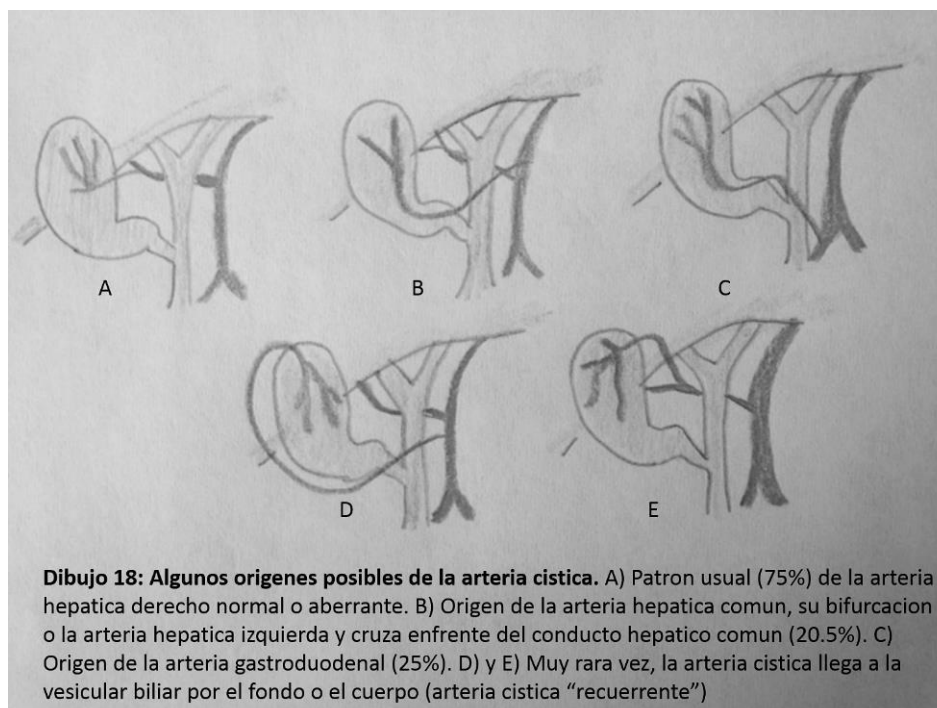 A
B
C
D
E
Dibujo 18: Algunos origenes posibles de la arteria cistica. A) Patron usual (75%) de la arteria
hepatica derecho normal o aberrante. B) Origen de la arteria hepatica comun, su bifurcacion
o la arteria hepatica izquierda y cruza enfrente del conducto hepatico comun (20.5%). C)
Origen de la arteria gastroduodenal (25%). D) y E) Muy rara vez, la arteria cistica llega a la
vesicular biliar por el fondo o el cuerpo (arteria cistica “recuerrente”)